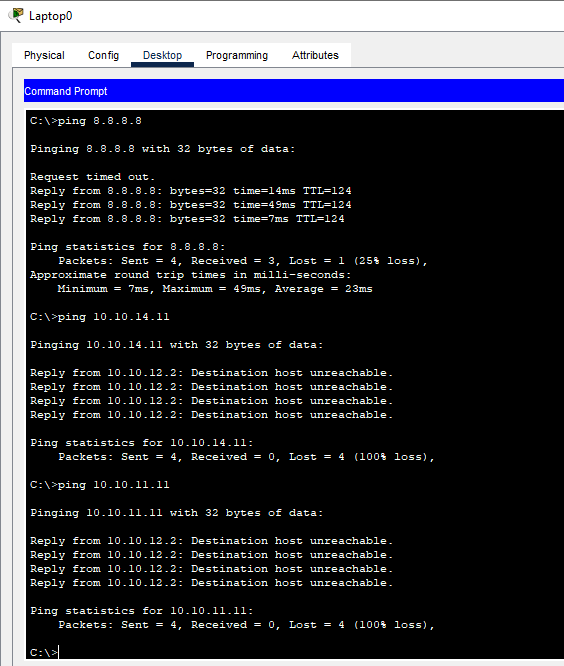 Laptop0
Physical Config Desktop Programming Attributes
Command Prompt
C:\>ping 8.8.8.8
Pinging 8.8.8.8 with 32 bytes of data:
Request timed out.
Reply from 8.8.8.8: bytes=32 time=14ms TTL=124
Reply from 8.8.8.8: bytes=32 time=49ms TTL=124
Reply from 8.8.8.8: bytes=32 time=7ms TTL=124
Ping statistics for 8.8.8.8:
Packets: Sent = 4, Received = 3, Lost = 1 (25% loss),
Approximate round trip times in milli-seconds:
Minimum = 7ms, Maximum = 49ms, Average = 23ms
C:\>ping 10.10.14.11
Pinging 10.10.14.11 with 32 bytes of data:
Reply from 10.10.12.2: Destination host unreachable.
Reply from 10.10.12.2: Destination host unreachable.
Reply from 10.10.12.2: Destination host unreachable.
Reply from 10.10.12.2: Destination host unreachable.
Ping statistics for 10.10.14.11:
Packets: Sent = 4, Received = 0, Lost = 4 (100% loss),
C:\>ping 10.10.11.11
Pinging 10.10.11.11 with 32 bytes of data:
Reply from 10.10.12.2: Destination host unreachable.
Reply from 10.10.12.2: Destination host unreachable.
Reply from 10.10.12.2: Destination host unreachable.
Reply from 10.10.12.2: Destination host unreachable.
Ping statistics for 10.10.11.11:
Packets: Sent = 4, Received = 0, Lost = 4 (100% loss),
C:\>